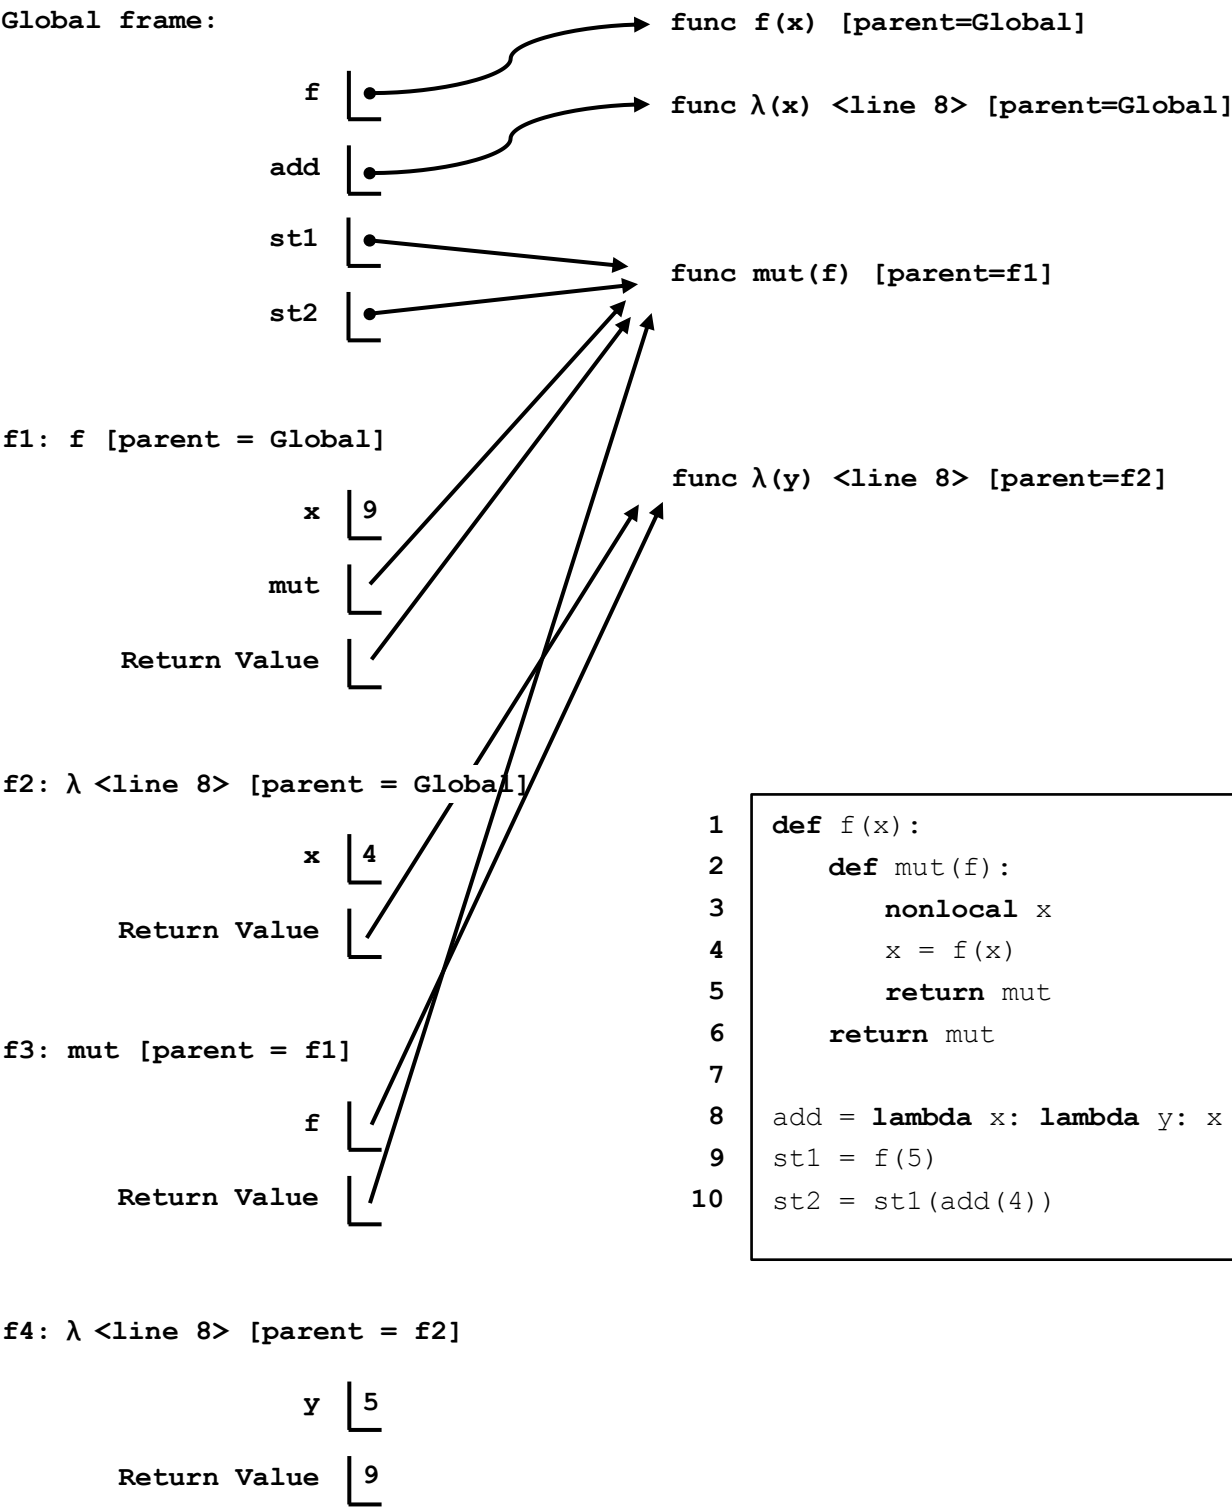 Global frame:
func f(x) [parent=Global]
f
func λ(x) <line 8> [parent=Global]
add
st1
func mut(f) [parent=f1]
st2
f1: f [parent = Global]
func λ(y) <line 8> [parent=f2]
x 9
mut
Return Value
f2: λ <line 8> [parent = Global]
x 4
Return Value
f3: mut [parent = f1]
f
Return Value
1 def f(x):
2 def mut(f):
3 nonlocal x
4 x = f(x)
5 return mut
6 return mut
7
8 add = lambda x: lambda y: x
9 st1 = f(5)
10 st2 = st1(add(4))
f4: λ <line 8> [parent = f2]
y 5
Return Value 9